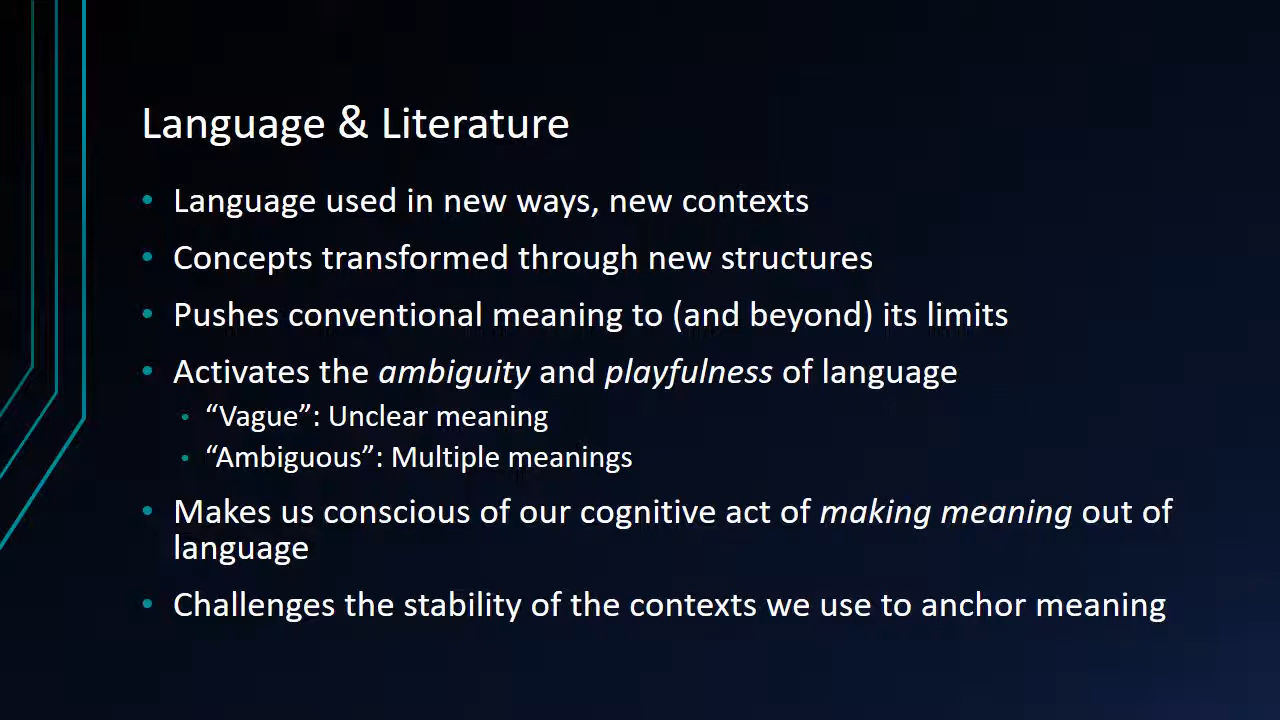 Language & Literature
• Language used in new ways, new contexts
• Concepts transformed through new structures
• Pushes conventional meaning to (and beyond) its limits
• Activates the ambiguity and playfulness of language
• “Vague”: Unclear meaning
• “Ambiguous”: Multiple meanings
• Makes us conscious of our cognitive act of making meaning out of
language
• Challenges the stability of the contexts we use to anchor meaning